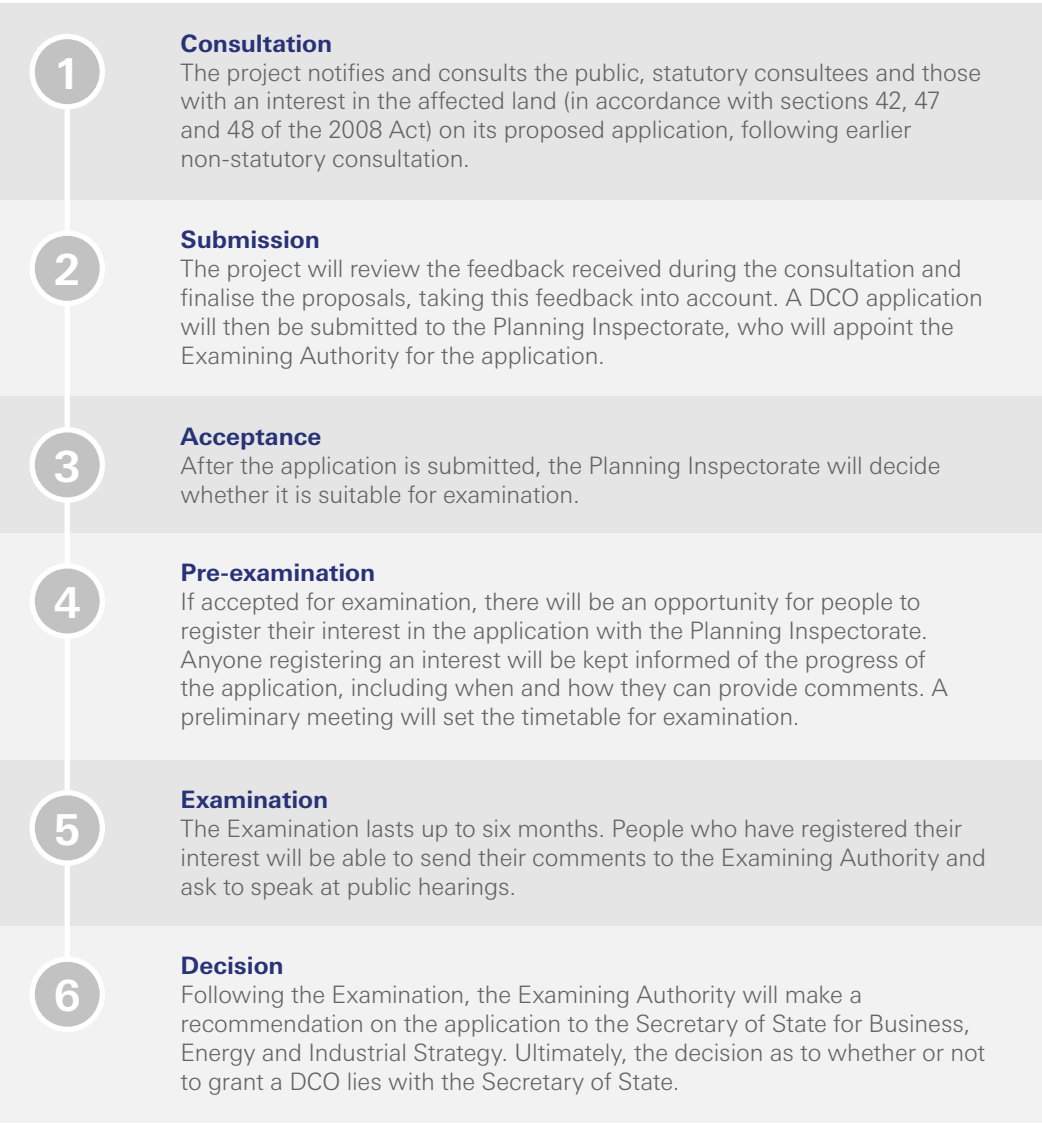 1
Consultation
The project notifies and consults the public, statutory consultees and those
with an interest in the affected land (in accordance with sections 42, 47
and 48 of the 2008 Act) on its proposed application, following earlier
non-statutory consultation.
2
Submission
The project will review the feedback received during the consultation and
finalise the proposals, taking this feedback into account. A DCO application
will then be submitted to the Planning Inspectorate, who will appoint the
Examining Authority for the application.
3
Acceptance
After the application is submitted, the Planning Inspectorate will decide
whether it is suitable for examination.
4
Pre-examination
If accepted for examination, there will be an opportunity for people to
register their interest in the application with the Planning Inspectorate.
Anyone registering an interest will be kept informed of the progress of
the application, including when and how they can provide comments. A
preliminary meeting will set the timetable for examination.
5
Examination
The Examination lasts up to six months. People who have registered their
interest will be able to send their comments to the Examining Authority and
ask to speak at public hearings.
6
Decision
Following the Examination, the Examining Authority will make a
recommendation on the application to the Secretary of State for Business,
Energy and Industrial Strategy. Ultimately, the decision as to whether or not
to grant a DCO lies with the Secretary of State.